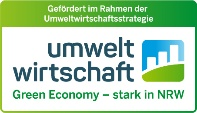 Gefördert im Rahmen der
Umweltwirtschaftsstrategie
umwelt
wirtschaft
Green Economy – stark in NRW